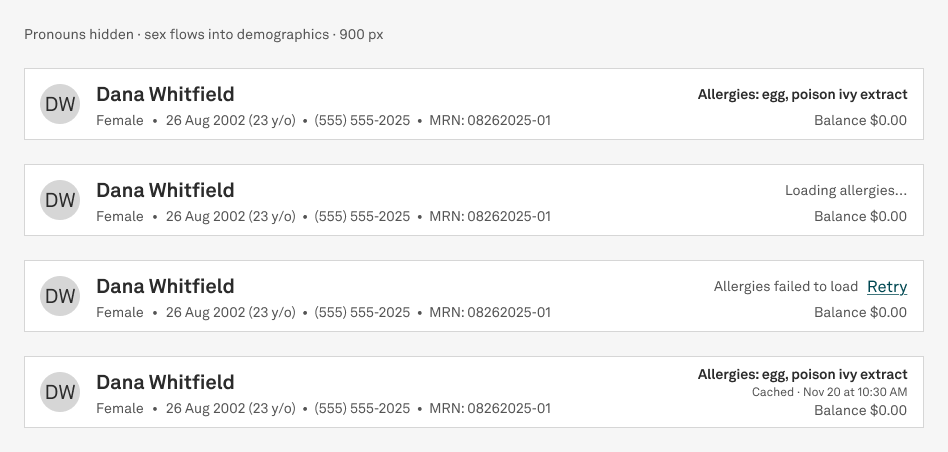 Pronouns hidden · sex flows into demographics · 900 px
DW
Dana Whitfield
Female • 26 Aug 2002 (23 y/o) • (555) 555-2025 • MRN: 08262025-01
Allergies: egg, poison ivy extract
Balance $0.00
DW
Dana Whitfield
Female • 26 Aug 2002 (23 y/o) • (555) 555-2025 • MRN: 08262025-01
Loading allergies...
Balance $0.00
DW
Dana Whitfield
Female • 26 Aug 2002 (23 y/o) • (555) 555-2025 • MRN: 08262025-01
Allergies failed to load Retry
Balance $0.00
DW
Dana Whitfield
Female • 26 Aug 2002 (23 y/o) • (555) 555-2025 • MRN: 08262025-01
Allergies: egg, poison ivy extract
Cached · Nov 20 at 10:30 AM
Balance $0.00